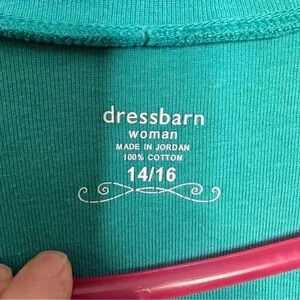 dressbarn
woman
MADE IN JORDAN
100% COTTON
14/16